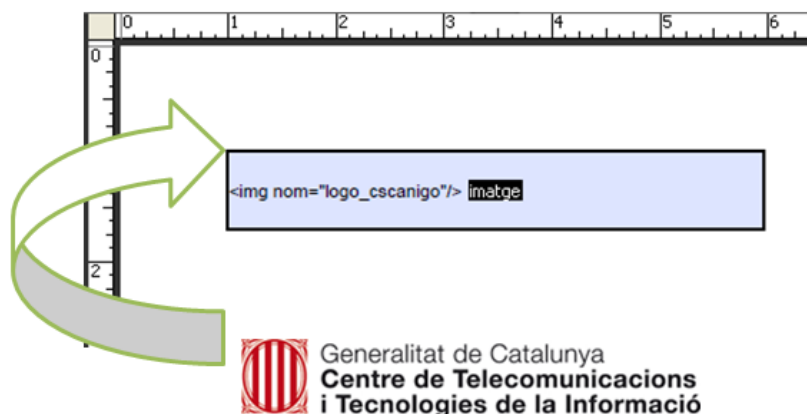 0 1 2 3 4 5 6
0
<img nom="logo_cscanigo"/> imatge
2
Generalitat de Catalunya
Centre de Telecomunicacions
i Tecnologies de la Informació